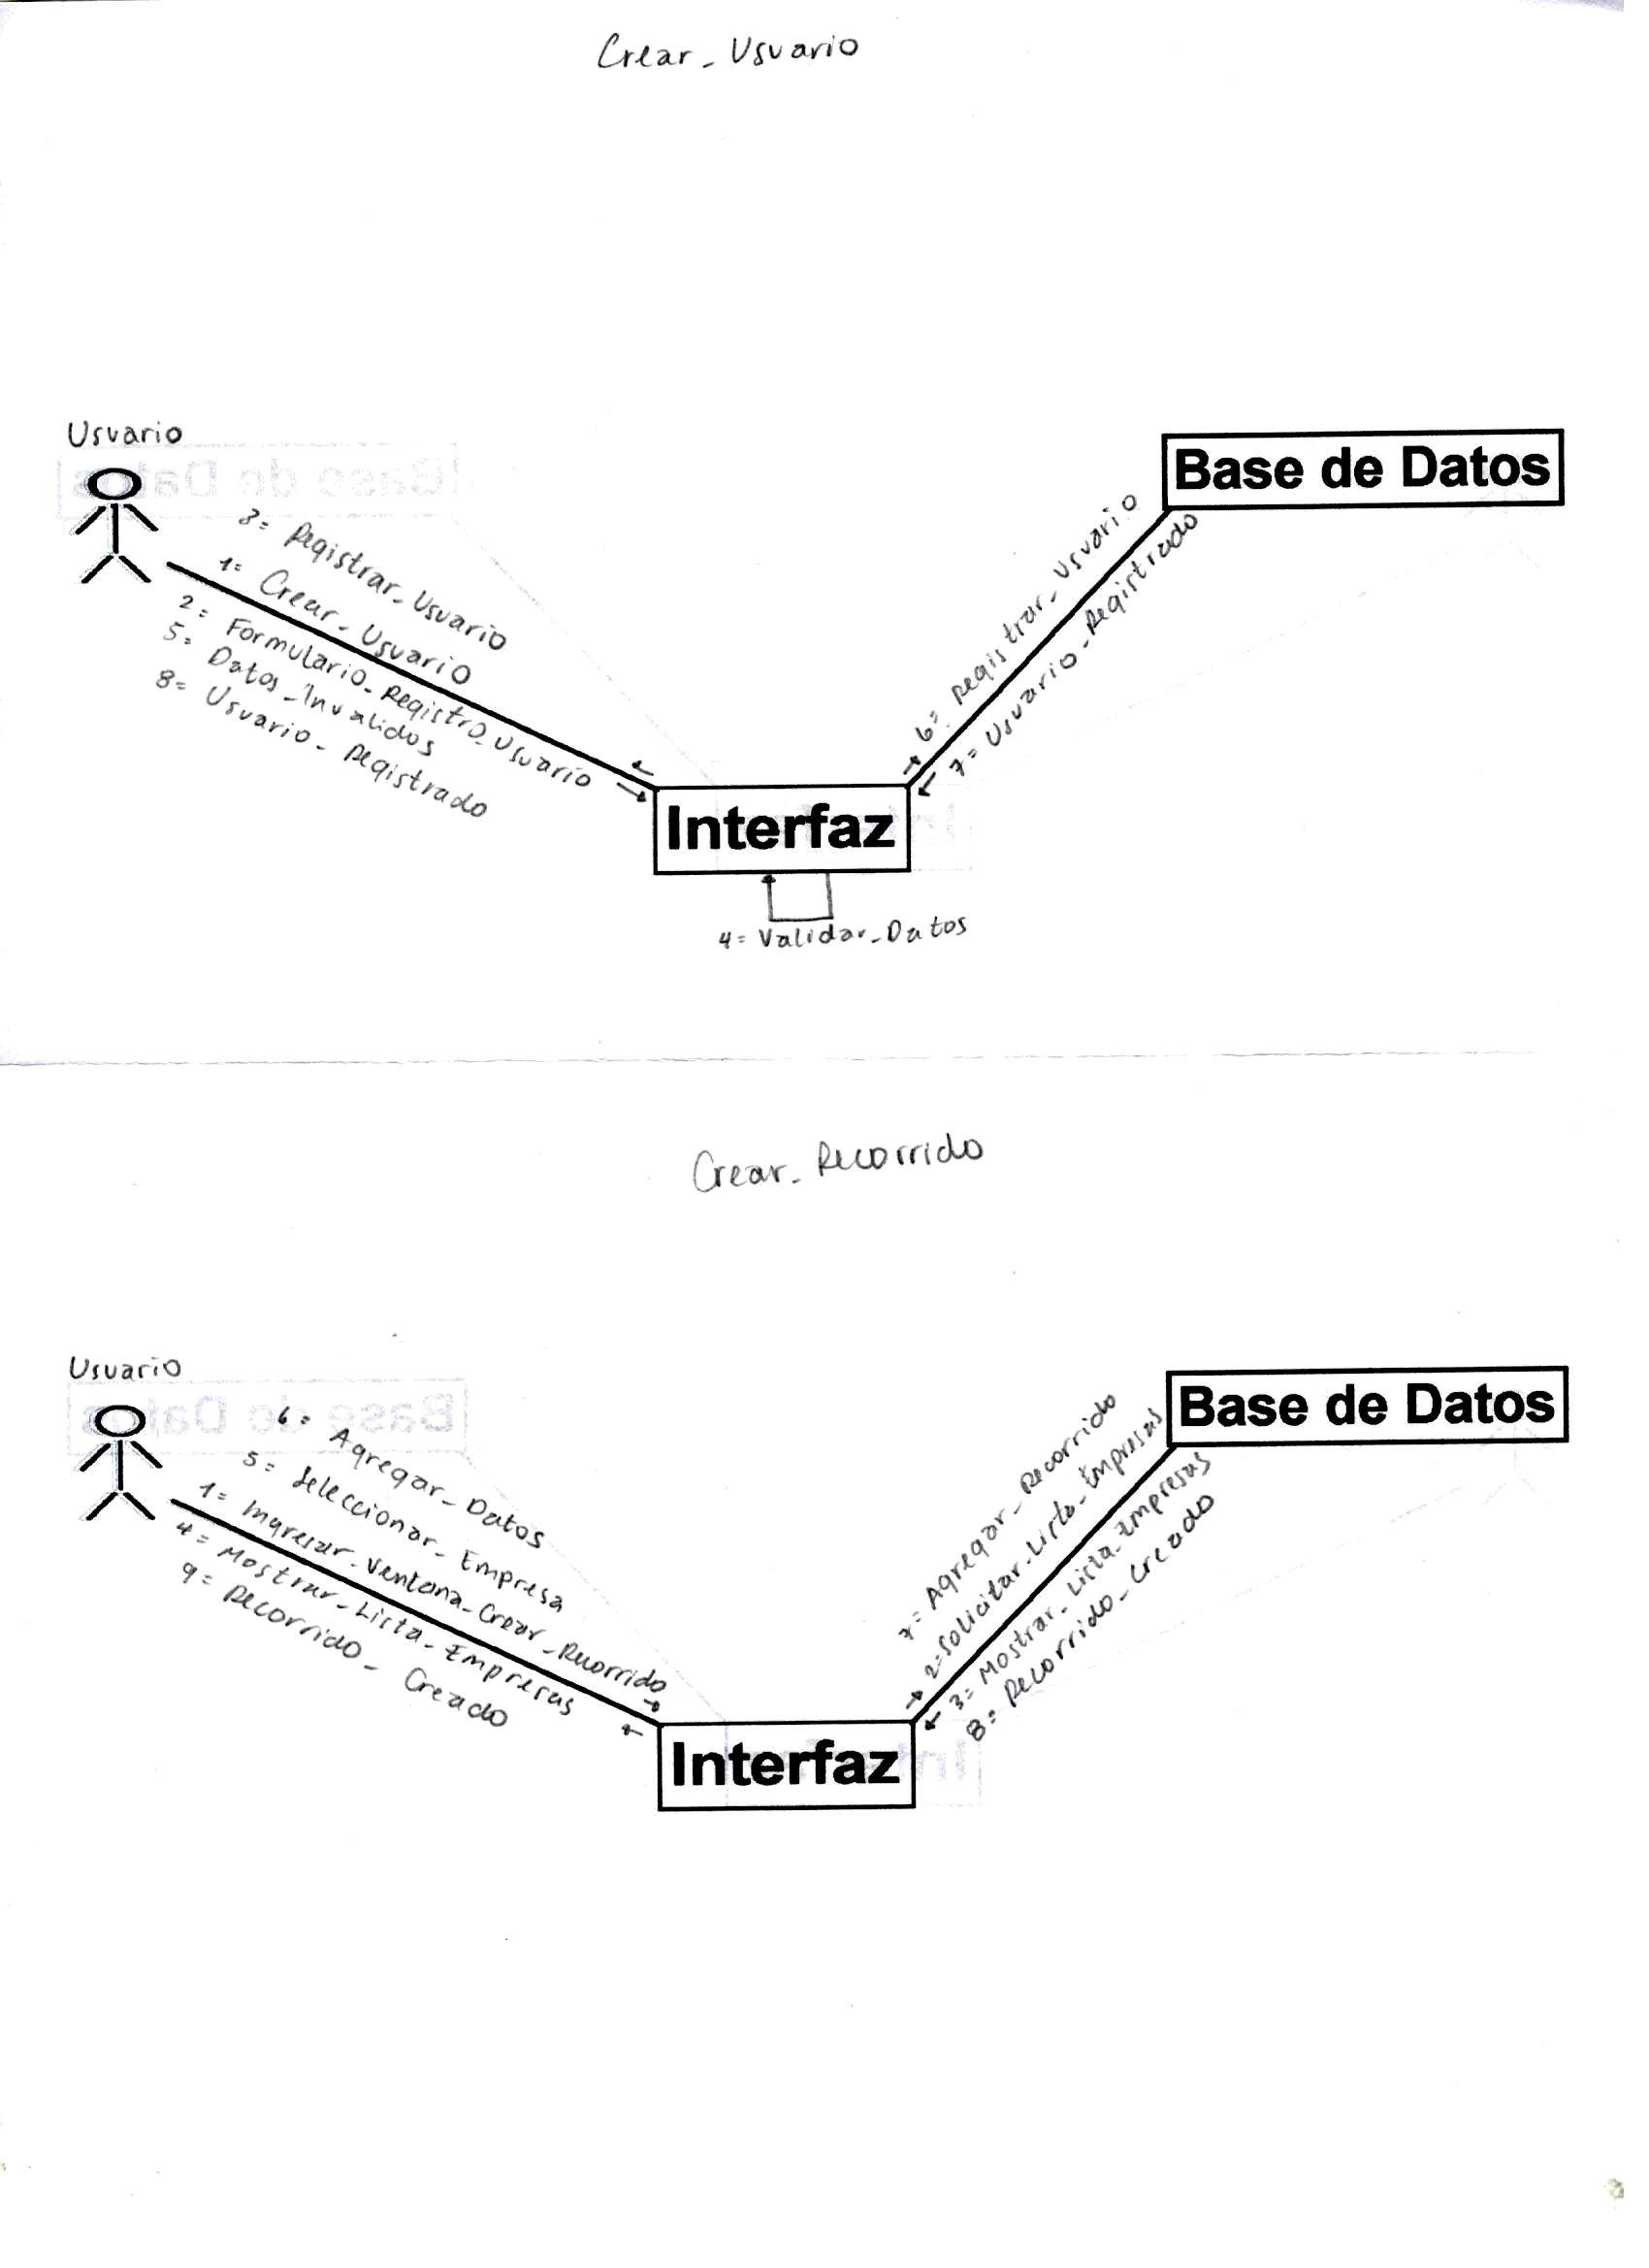 Crear_Usuario
Usuario
Base de Datos
3= Registrar_Usuario
1= Crear_Usuario
2= Formulario_Registro_Usuario
5= Datos_Invalidos
8= Usuario_Registrado
6= Registrar_Usuario
7= Usuario_Registrado
Interfaz
4= Validar_Datos
Crear_Recorrido
Usuario
Base de Datos
6= Agregar_Datos
5= Seleccionar_Empresa
1= Ingresar_Ventana_Crear_Recorrido
4= Mostrar_Lista_Empresas
9= Recorrido_Creado
7= Agregar_Recorrido
2=Solicitar_Lista_Empresas
3= Mostrar_Lista_Empresas
8= Recorrido_Creado
Interfaz